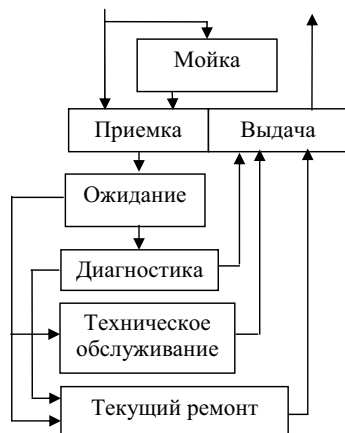 Мойка
Приемка
Выдача
Ожидание
Диагностика
Техническое
обслуживание
Текущий ремонт